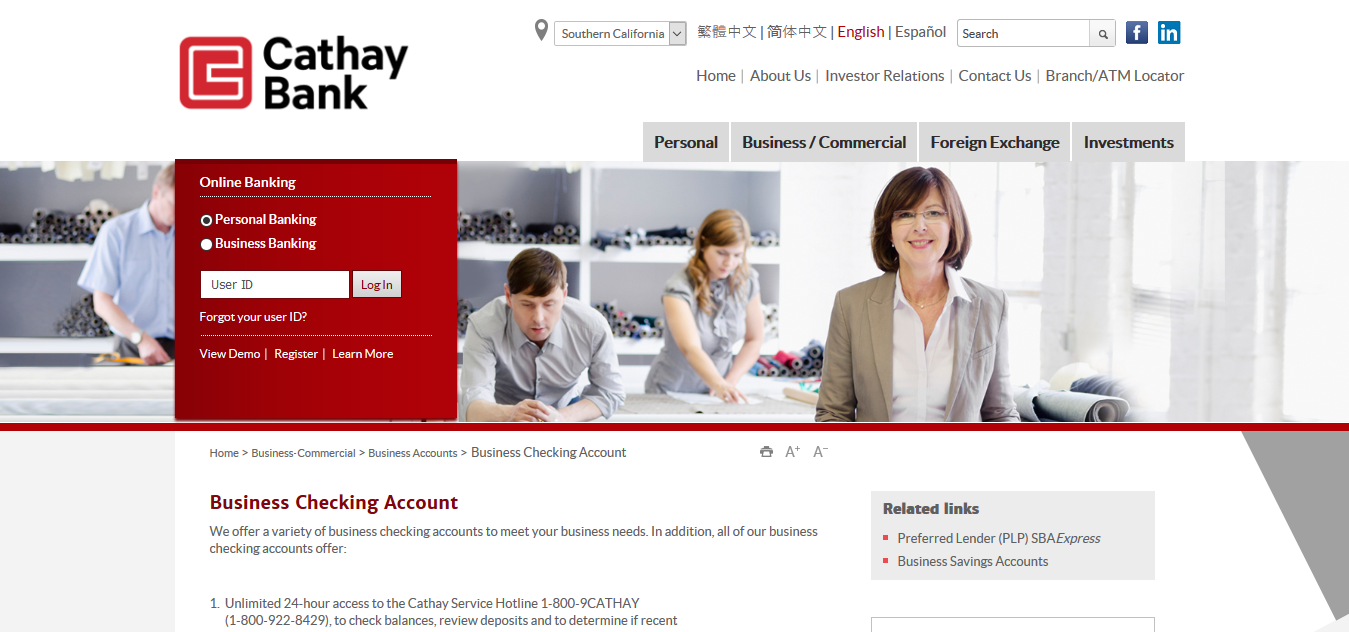 Cathay
Bank
Southern California
繁體中文 | 简体中文 | English | Español
Search
Home | About Us | Investor Relations | Contact Us | Branch/ATM Locator
Personal
Business / Commercial
Foreign Exchange
Investments
Online Banking
Personal Banking
Business Banking
User ID
Log In
Forgot your user ID?
View Demo | Register | Learn More
Home > Business-Commercial > Business Accounts > Business Checking Account
A+ A-
Business Checking Account
We offer a variety of business checking accounts to meet your business needs. In addition, all of our business
checking accounts offer:
1. Unlimited 24-hour access to the Cathay Service Hotline 1-800-9CATHAY
(1-800-922-8429), to check balances, review deposits and to determine if recent
Related links
Preferred Lender (PLP) SBAExpress
Business Savings Accounts